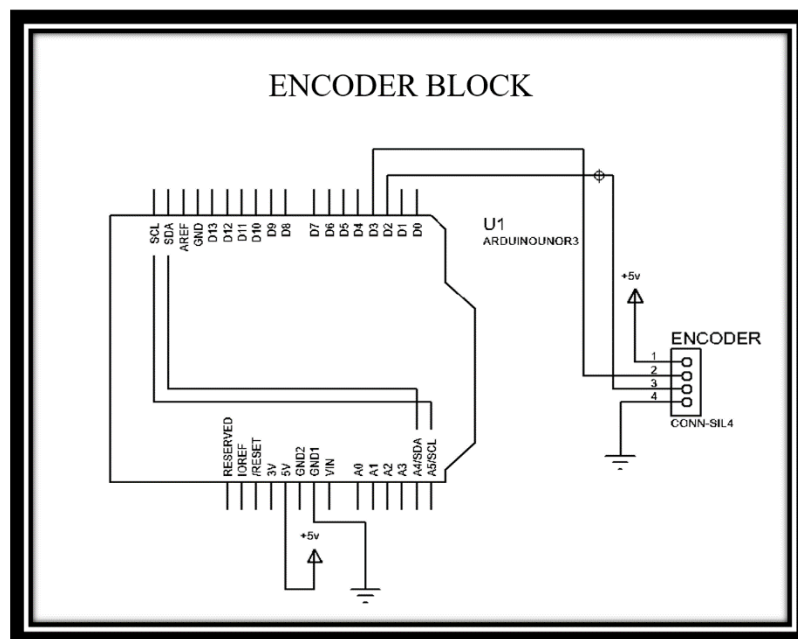 ENCODER BLOCK
SCL SDA AREF GND D13 D12 D11 D10 D9 D8 D7 D6 D5 D4 D3 D2 D1 D0
U1
ARDUINOUNOR3
+5v
ENCODER
1
2
3
4
CONN-SIL4
RESERVED IOREF /RESET 3V 5V GND2 GND1 VIN A0 A1 A2 A3 A4/SDA A5/SCL
+5v